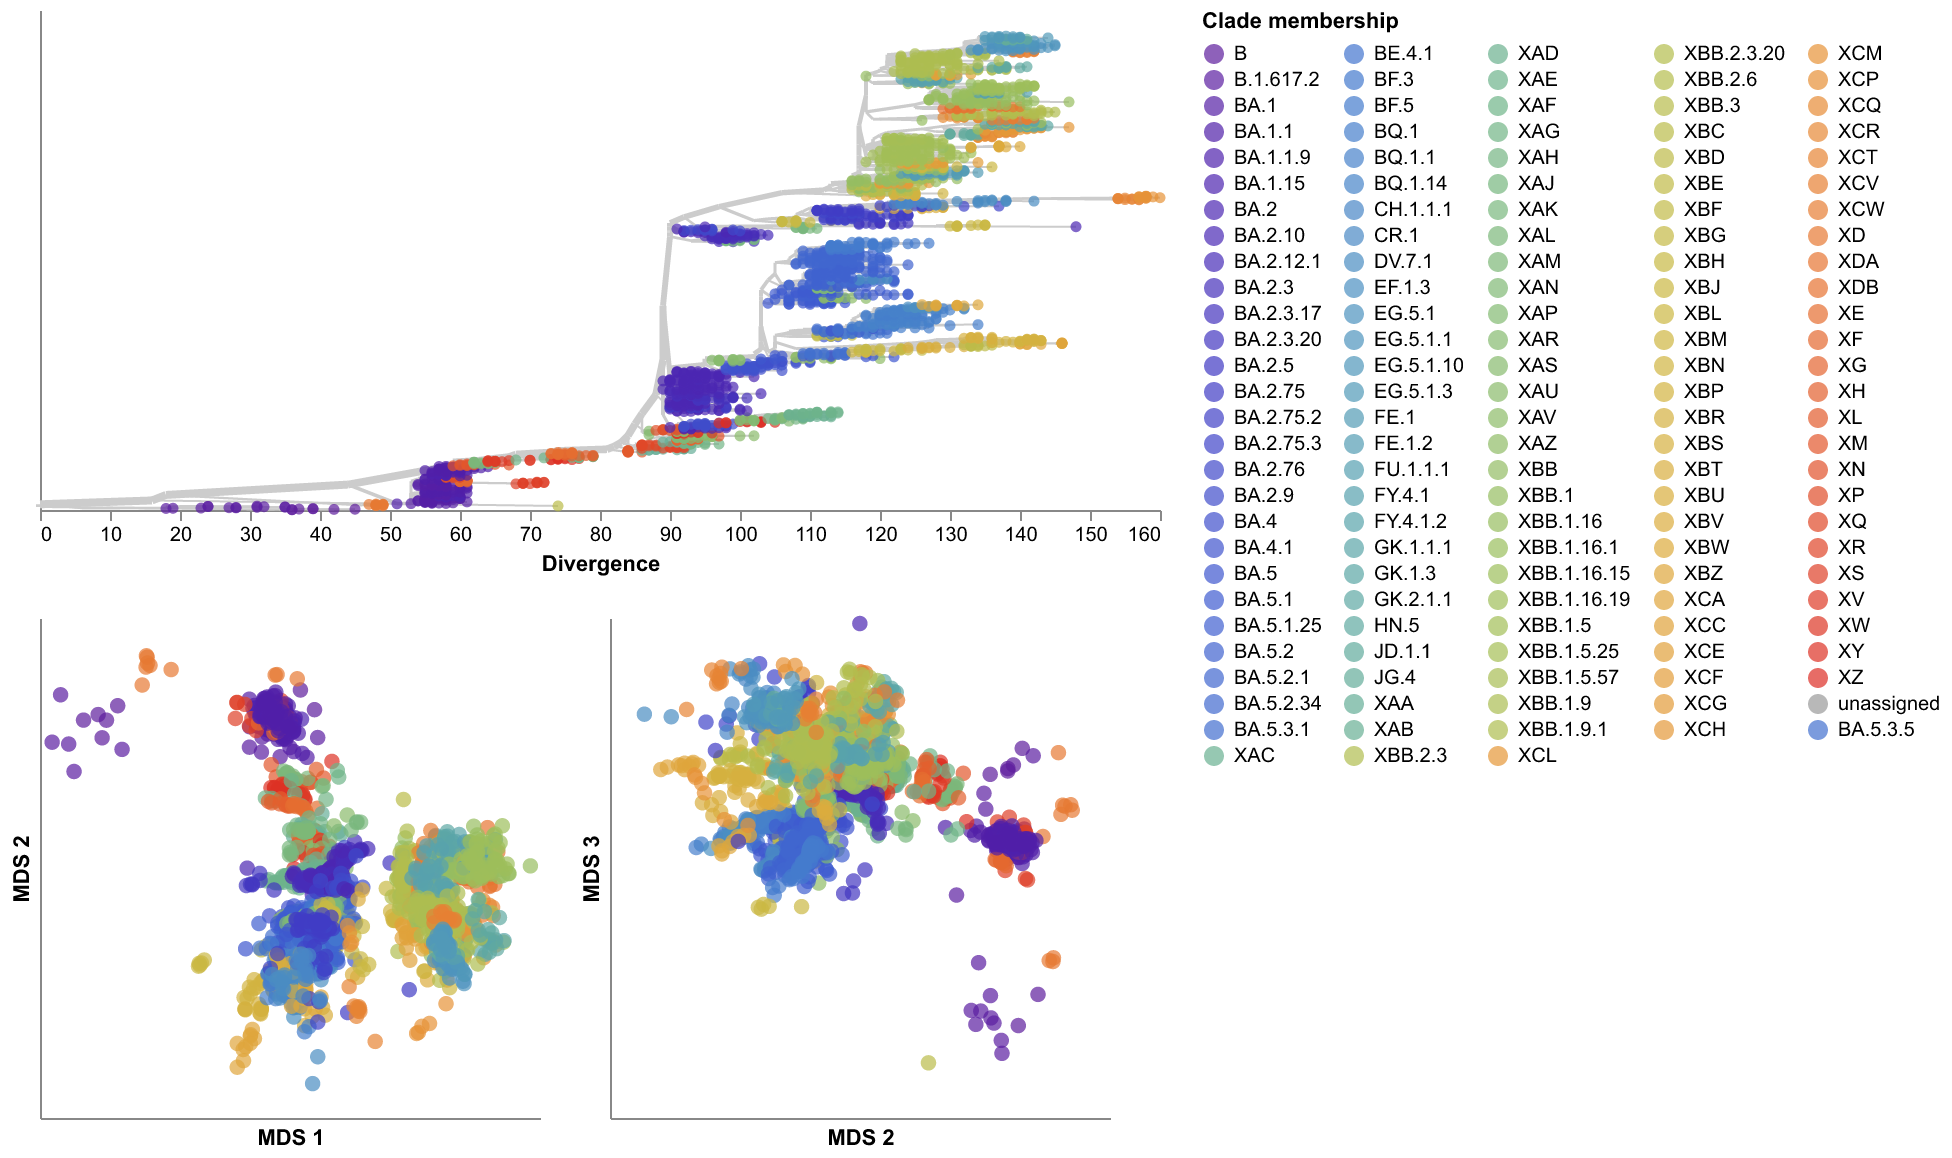 Clade membership
B
B.1.617.2
BA.1
BA.1.1
BA.1.1.9
BA.1.15
BA.2
BA.2.10
BA.2.12.1
BA.2.3
BA.2.3.17
BA.2.3.20
BA.2.5
BA.2.75
BA.2.75.2
BA.2.75.3
BA.2.76
BA.2.9
BA.4
BA.4.1
BA.5
BA.5.1
BA.5.1.25
BA.5.2
BA.5.2.1
BA.5.2.34
BA.5.3.1
XAC
BE.4.1
BF.3
BF.5
BQ.1
BQ.1.1
BQ.1.14
CH.1.1.1
CR.1
DV.7.1
EF.1.3
EG.5.1
EG.5.1.1
EG.5.1.10
EG.5.1.3
FE.1
FE.1.2
FU.1.1.1
FY.4.1
FY.4.1.2
GK.1.1.1
GK.1.3
GK.2.1.1
HN.5
JD.1.1
JG.4
XAA
XAB
XBB.2.3
XAD
XAE
XAF
XAG
XAH
XAJ
XAK
XAL
XAM
XAN
XAP
XAR
XAS
XAU
XAV
XAZ
XBB
XBB.1
XBB.1.16
XBB.1.16.1
XBB.1.16.15
XBB.1.16.19
XBB.1.5
XBB.1.5.25
XBB.1.5.57
XBB.1.9
XBB.1.9.1
XCL
XBB.2.3.20
XBB.2.6
XBB.3
XBC
XBD
XBE
XBF
XBG
XBH
XBJ
XBL
XBM
XBN
XBP
XBR
XBS
XBT
XBU
XBV
XBW
XBZ
XCA
XCC
XCE
XCF
XCG
XCH
XCM
XCP
XCQ
XCR
XCT
XCV
XCW
XD
XDA
XDB
XE
XF
XG
XH
XL
XM
XN
XP
XQ
XR
XS
XV
XW
XY
XZ
unassigned
BA.5.3.5
0 10 20 30 40 50 60 70 80 90 100 110 120 130 140 150 160
Divergence
MDS 2
MDS 1
MDS 3
MDS 2